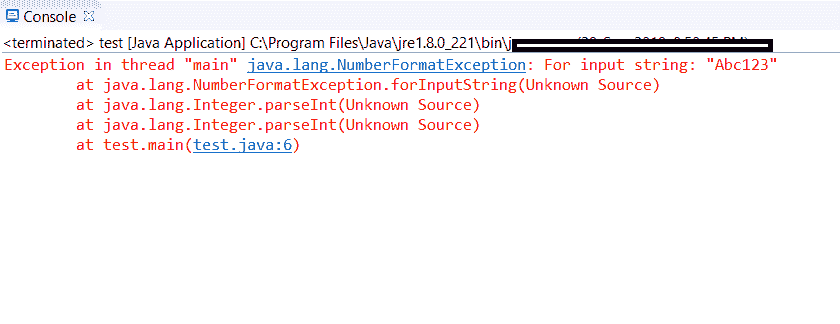 Console
<terminated> test [Java Application] C:\Program Files\Java\jre1.8.0_221\bin\j
Exception in thread "main" java.lang.NumberFormatException: For input string: "Abc123"
at java.lang.NumberFormatException.forInputString(Unknown Source)
at java.lang.Integer.parseInt(Unknown Source)
at java.lang.Integer.parseInt(Unknown Source)
at test.main(test.java:6)